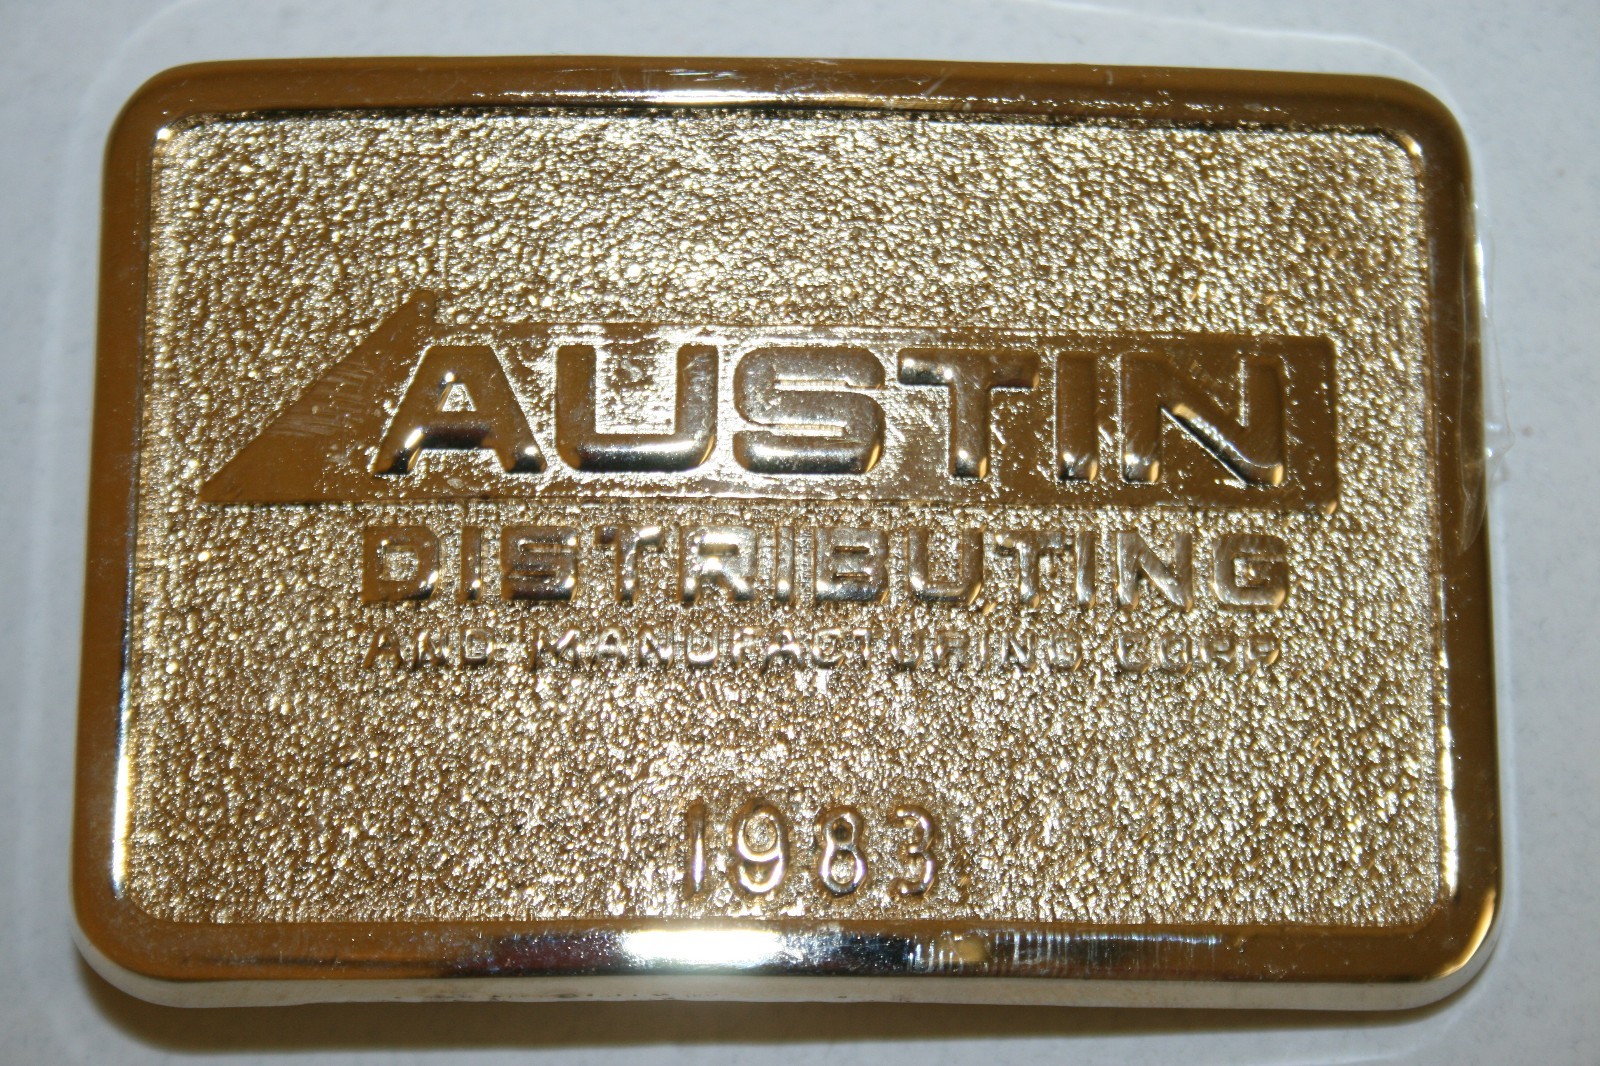 AUSTIN
DISTRIBUTING
AND MANUFACTURING CORP
1983